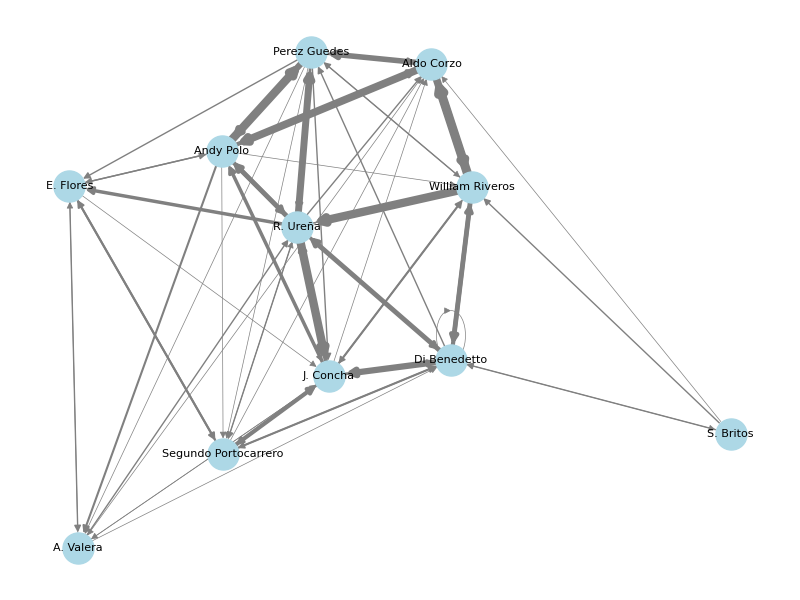 Perez Guedes
Aldo Corzo
Andy Polo
E. Flores
William Riveros
R. Ureña
Di Benedetto
J. Concha
S. Britos
Segundo Portocarrero
A. Valera